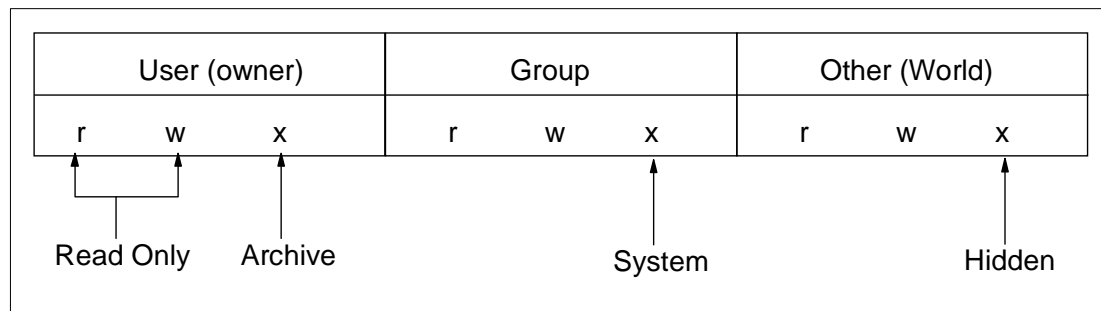 User (owner) Group Other (World)
r w x r w x r w x
Read Only Archive System Hidden